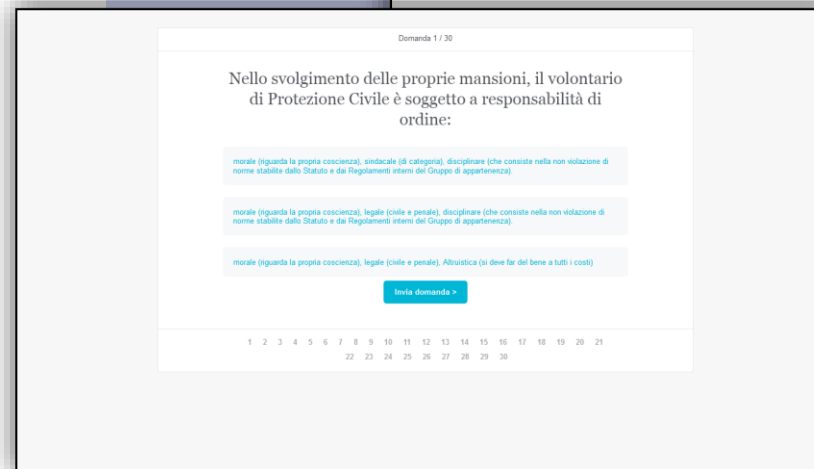 Domanda 1 / 30
Nello svolgimento delle proprie mansioni, il volontario
di Protezione Civile è soggetto a responsabilità di
ordine:
morale (riguarda la propria coscienza), sindacale (di categoria), disciplinare (che consiste nella non violazione di
norme stabilite dallo Statuto e dai Regolamenti interni del Gruppo di appartenenza).
morale (riguarda la propria coscienza), legale (civile e penale), disciplinare (che consiste nella non violazione di
norme stabilite dallo Statuto e dai Regolamenti interni del Gruppo di appartenenza).
morale (riguarda la propria coscienza), legale (civile e penale), Altruistica (si deve far del bene a tutti i costi)
Invia domanda >
1 2 3 4 5 6 7 8 9 10 11 12 13 14 15 16 17 18 19 20 21
22 23 24 25 26 27 28 29 30